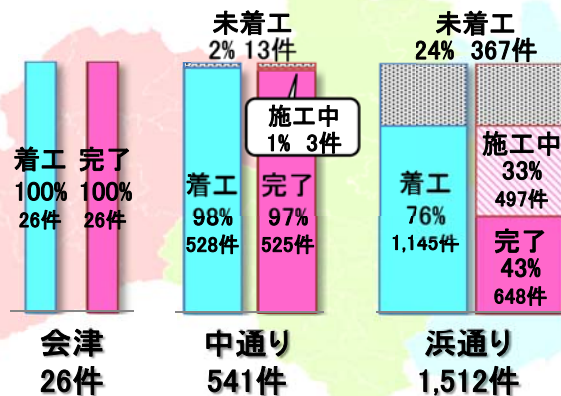 未着工
2% 13件
未着工
24% 367件
着工
100%
26件
完了
100%
26件
着工
98%
528件
施工中
1% 3件
完了
97%
525件
着工
76%
1,145件
施工中
33%
497件
完了
43%
648件
会津
26件
中通り
541件
浜通り
1,512件